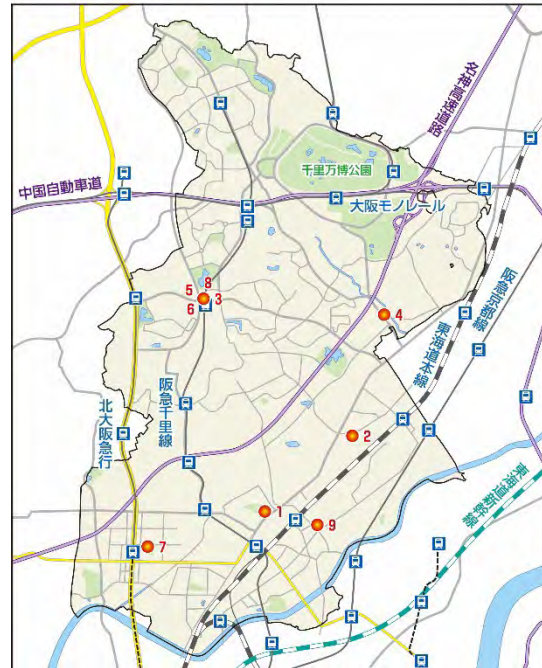 名神高速道路
千里万博公園
中国自動車道
大阪モノレール
阪急京都線
東海道本線
5
8
3
6
4
阪急千里線
北大阪急行
2
東海道新幹線
1
9
7